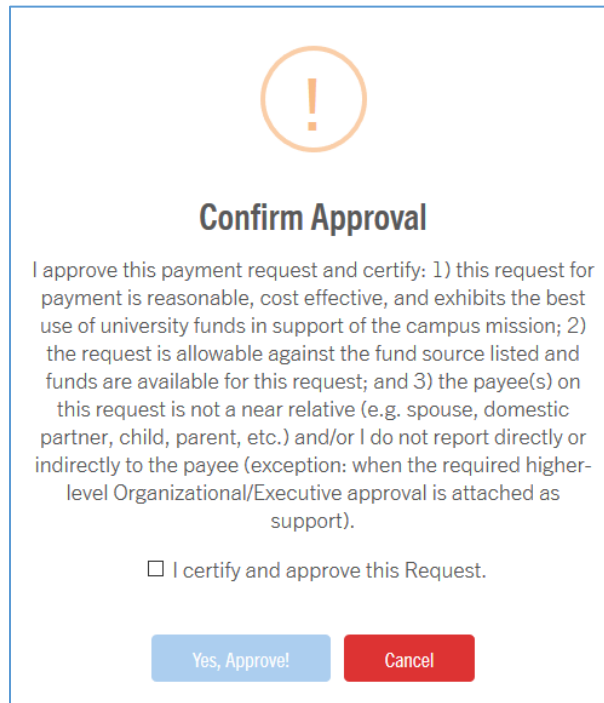 !
Confirm Approval
I approve this payment request and certify: 1) this request for
payment is reasonable, cost effective, and exhibits the best
use of university funds in support of the campus mission; 2)
the request is allowable against the fund source listed and
funds are available for this request; and 3) the payee(s) on
this request is not a near relative (e.g. spouse, domestic
partner, child, parent, etc.) and/or I do not report directly or
indirectly to the payee (exception: when the required higher-
level Organizational/Executive approval is attached as
support).
I certify and approve this Request.
Yes, Approve!
Cancel